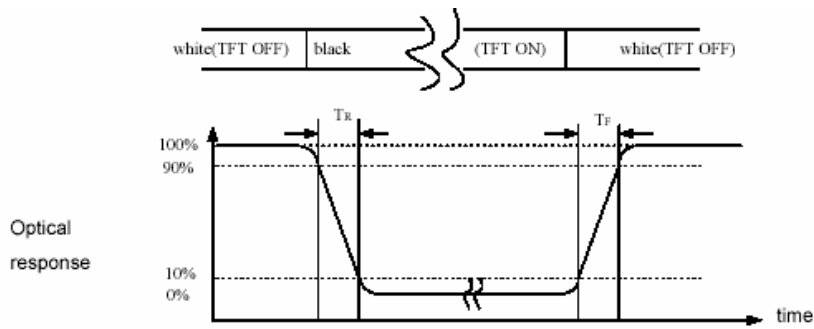 white(TFT OFF) black (TFT ON) white(TFT OFF)
TR TF
100%
90%
Optical
response
10%
0%
time